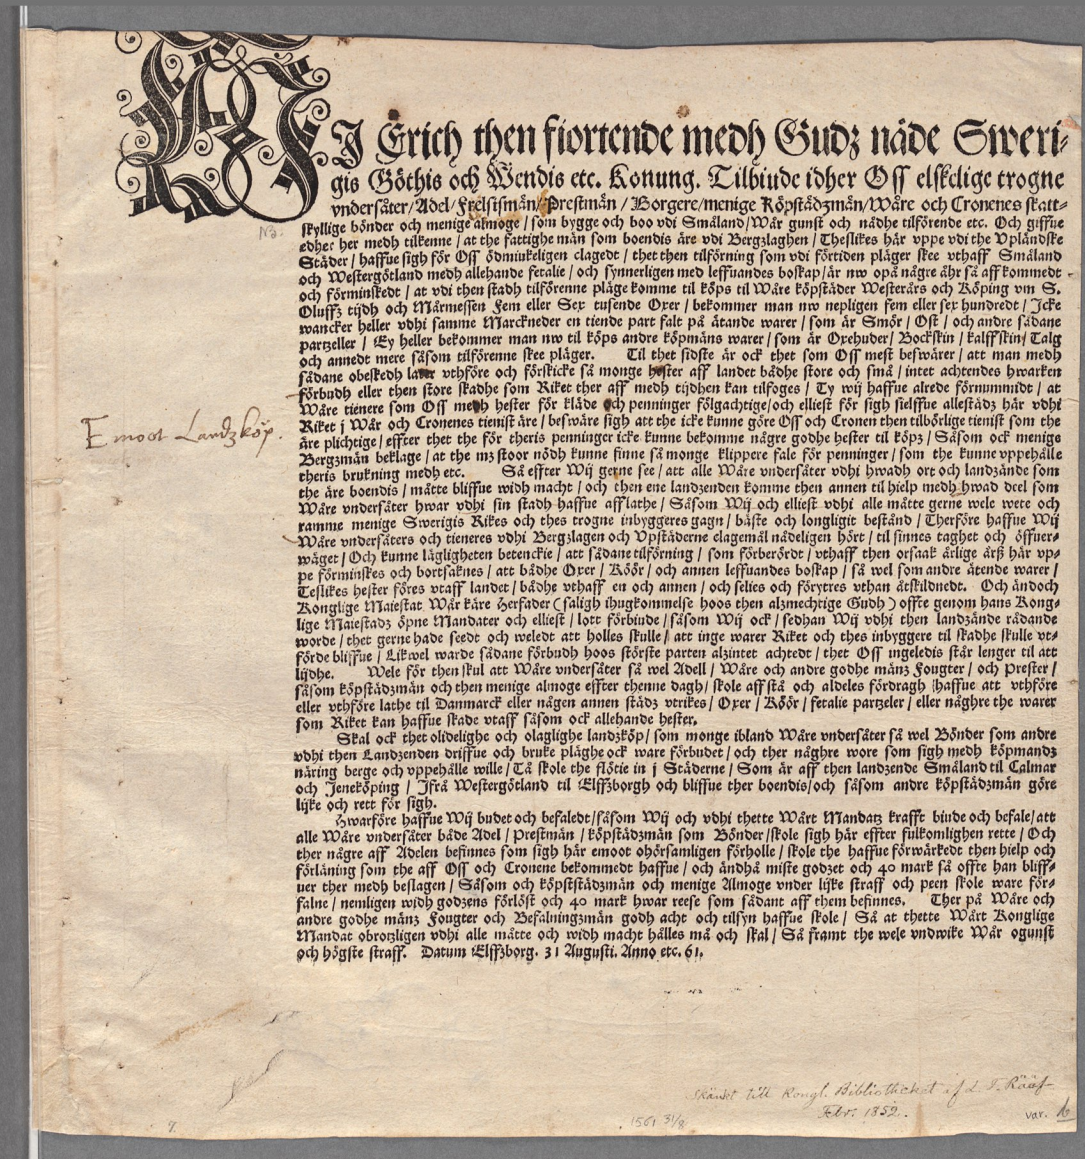 WJ Erich then fiortende medh Gudz nåde Sweri-
gis Göthis och Wendis etc. Konung. Tilbiude idher Oss elskelige trogne
vndersåter/Adel/Frelsismän/Prestmän/Borgere/menige Köpstädzmän/Wåre och Cronenes skatt-
skyllige bönder och menige almoge/som bygge och boo vdi Småland/Wår gunst och nådhe tilförende etc. Och giffue
edher her medh tilkenne/at the fattighe män som boendis äre vdi Bergzlaghen/Theslikes här vppe vdi the Vpländske
Städer/haffue sigh för Oss ödmiukeligen clagedt/thet then tilförning som vdi förtiden pläger skee vthaff Småland
och Westergötland medh allehande fetalie/och synnerligen med leffuandes boskap/är nw opå någre åhr så aff kommedt
och förminskedt/at vdi then stadh tilförenne pläge komme til köps til Wåre köpstäder Westerårs och Köping vm S.
Oluffz tijdh och Mårmessen Fem eller Sex tusende Oxer/bekommer man nw nepligen fem eller sex hundredt/Icke
wancker heller vdhi samme Marckneder en tiende part falt på åtande warer/som är Smör/Ost/och andre sådane
partzeller/Ey heller bekommer man nw til köps andre köpmäns warer/som är Oxehuder/Bockskin/kalffskin/Talg
och annedt mere såsom tilförenne skee pläger. Til thet sidste är ock thet som Oss mest beswärer/att man medh
sådane obeskedh later vthföre och förskicke så monge hester aff landet bådhe store och små/intet achtendes hwarken
förbudh eller then store skadhe som Riket ther aff medh tijdhen kan tilfoges/Ty wij haffue alrede förnummidt/at
Wåre tienere som Oss medh hester för kläde och penninger fölgachtige/och elliest för sigh sielffue allestädz här vdhi
Riket j Wår och Cronenes tienist äre/beswäre sigh att the icke kunne göre Oss och Cronen then tilbörlige tienist som the
Emoot Landzköp.
äre plichtige/effter thet the för theris penninger icke kunne bekomme någre godhe hester til köpz/Såsom ock menige
Bergzmän beklage/at the mz stoor nödh kunne finne så monge klippere fale för penninger/som the kunne vppehålle
theris brukning medh etc. Så effter Wij gerne see/att alle Wåre vndersåter vdhi hwadh ort och landzände som
the äre boendis/måtte bliffue widh macht/och then ene landzenden komme then annen til hielp medh hwad deel som
Wåre vndersåter hwar vdhi sin stadh haffue afflathe/Såsom Wij och elliest vdhi alle måtte gerne wele wete och
ramme menige Swerigis Rikes och thes trogne inbyggeres gagn/bäste och longligit bestånd/Therföre haffue Wij
Wåre vndersåters och tieneres vdhi Bergzlagen och Vpstäderne clagemål nådeligen hört/til sinnes taghet och öffuer-
wäget/Och kunne lägligheten betenckie/att sådane tilförning/som förberördt/vthaff then orsaak ärlige årß här vp-
pe förminskes och bortsaknes/att bådhe Oxer/Köör/och annen leffuandes boskap/så wel som andre ätende warer/
Teslikes hester föres vtaff landet/bådhe vthaff en och annen/och selies och förytres vthan åtskildnedt. Och ändoch
Konglige Maiestat Wår käre Herfader (saligh ihugkommelse hoos then alzmechtige Gudh) offte genom hans Kong-
lige Maiestadz öpne Mandater och elliest/lott förbiude/såsom Wij ock/sedhan Wij vdhi then landzände rådande
worde/thet gerne hade seedt och weledt att holles skulle/att inge warer Riket och thes inbyggere til skadhe skulle vt-
förde bliffue/Likwel warde sådane förbudh hoos störste parten alzintet achtedt/thet Oss ingeledis står lenger til att
lijdhe. Wele för then skul att Wåre vndersåter så wel Adell/Wåre och andre godhe mänz Fougter/och Prester/
såsom köpstädzmän och then menige almoge effter thenne dagh/skole aff stå och aldeles fördragh haffue att vthföre
eller vthföre lathe til Danmarck eller någen annen städz vtrikes/Oxer/Köör/fetalie partzeler/eller någhre the warer
som Riket kan haffue skade vtaff såsom ock allehande hester.
Skal ock thet olidelighe och olaglighe landzköp/som monge ibland Wåre vndersåter så wel Bönder som andre
vdhi then Landzenden driffue och bruke pläghe ock ware förbudet/och ther någhre wore som sigh medh köpmandz
näring berge och vppehålle wille/Tå skole the flötie in j Städerne/Som är aff then landzende Småland til Calmar
och Jeneköping/Ifrå Westergötland til Elffzborgh och bliffue ther boendis/och såsom andre köpstädzmän göre
lijke och rett för sigh.
Hwarföre haffue Wij budet och befaledt/såsom Wij och vdhi thette Wårt Mandatz krafft biude och befale/att
alle Wåre vndersåter både Adel/Prestmän/köpstädzmän som Bönder/skole sigh här effter fulkomlighen rette/Och
ther någre aff Adelen befinnes som sigh här emoot ohörsamligen förholle/skole the haffue förwärkedt then hielp och
förläning som the aff Oss och Cronene bekommedt haffue/och ändhå miste godzet och 40 mark så offte han bliff-
uer ther medh beslagen/Såsom och köpststädzmän och menige Almoge vnder lijke straff och peen skole ware för-
falne/nemligen widh godzens förlöst och 40 mark hwar reese som sådant aff them befinnes. Ther på Wåre och
andre godhe mänz Fougter och Befalningzmän godh acht och tilsyn haffue skole/Så at thette Wårt Konglige
Mandat obrotzligen vdhi alle måtte och widh macht hålles må och skal/Så framt the wele vndwike Wår ogunst
och högste straff. Datum Elffzborg. 31 Augusti. Anno etc. 61.
skänkt till Kongl. Bibliotheket af L. F. Rääf
Febr. 1852.
1561 31/8
var. b